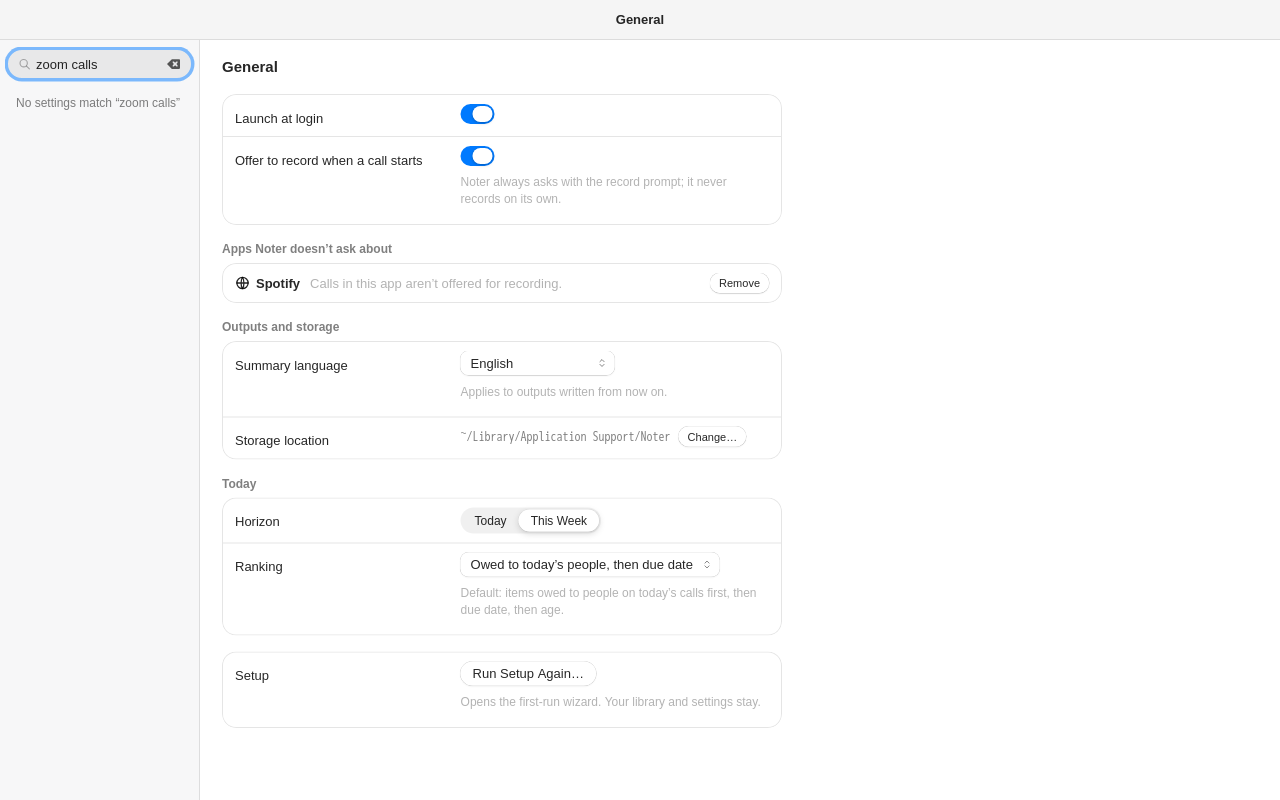 General
zoom calls
No settings match “zoom calls”
General
Launch at login
Offer to record when a call starts
Noter always asks with the record prompt; it never
records on its own.
Apps Noter doesn’t ask about
Spotify Calls in this app aren’t offered for recording. Remove
Outputs and storage
Summary language English
Applies to outputs written from now on.
Storage location ~/Library/Application Support/Noter Change…
Today
Horizon Today This Week
Ranking Owed to today’s people, then due date
Default: items owed to people on today’s calls first, then
due date, then age.
Setup Run Setup Again…
Opens the first-run wizard. Your library and settings stay.